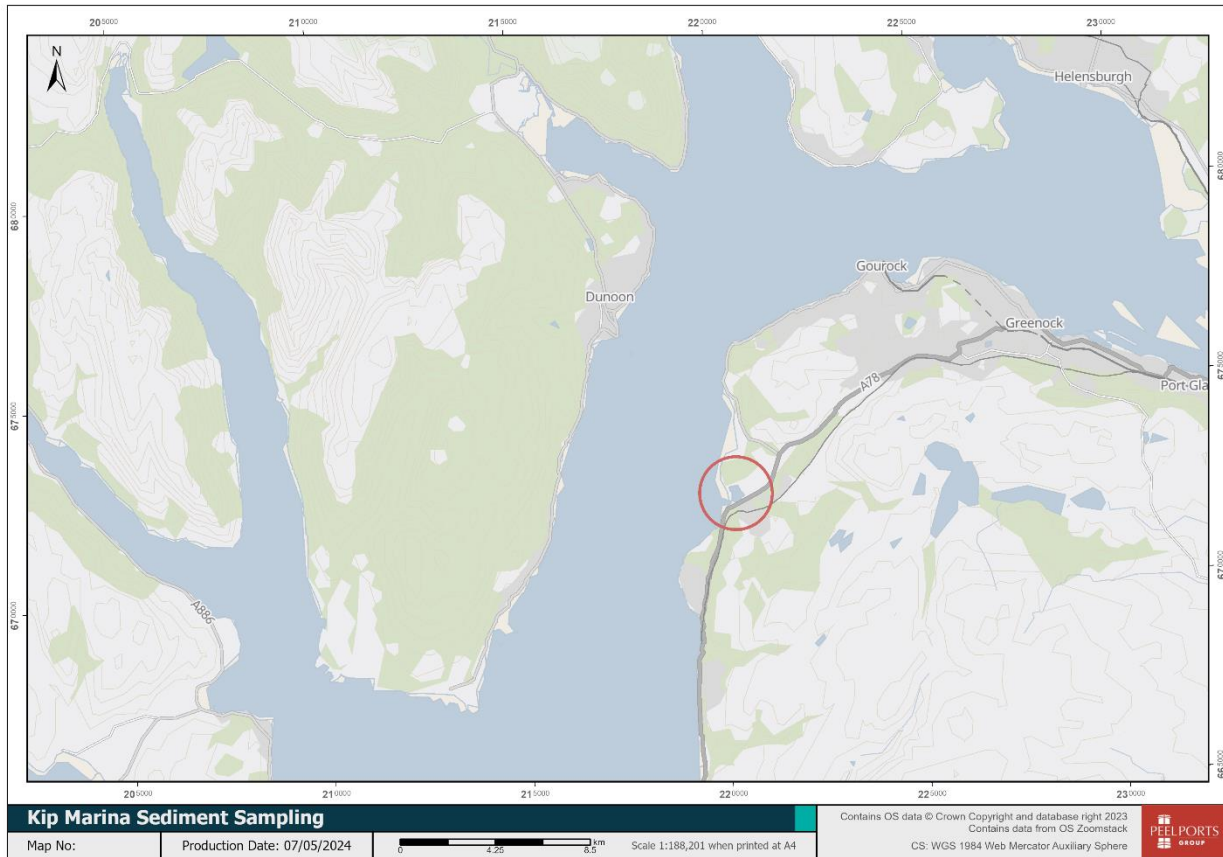 205000 210000 215000 220000 225000 230000
N
Helensburgh
680000
680000
Dunoon
Gourock
Greenock
A78
Port Gla
675000
675000
670000
670000
A886
665000
205000 210000 215000 220000 225000 230000
Kip Marina Sediment Sampling
Map No:
Production Date: 07/05/2024
km
0 4.25 8.5
Scale 1:188,201 when printed at A4
Contains OS data © Crown Copyright and database right 2023
Contains data from OS Zoomstack
CS: WGS 1984 Web Mercator Auxiliary Sphere
PEELPORTS
GROUP